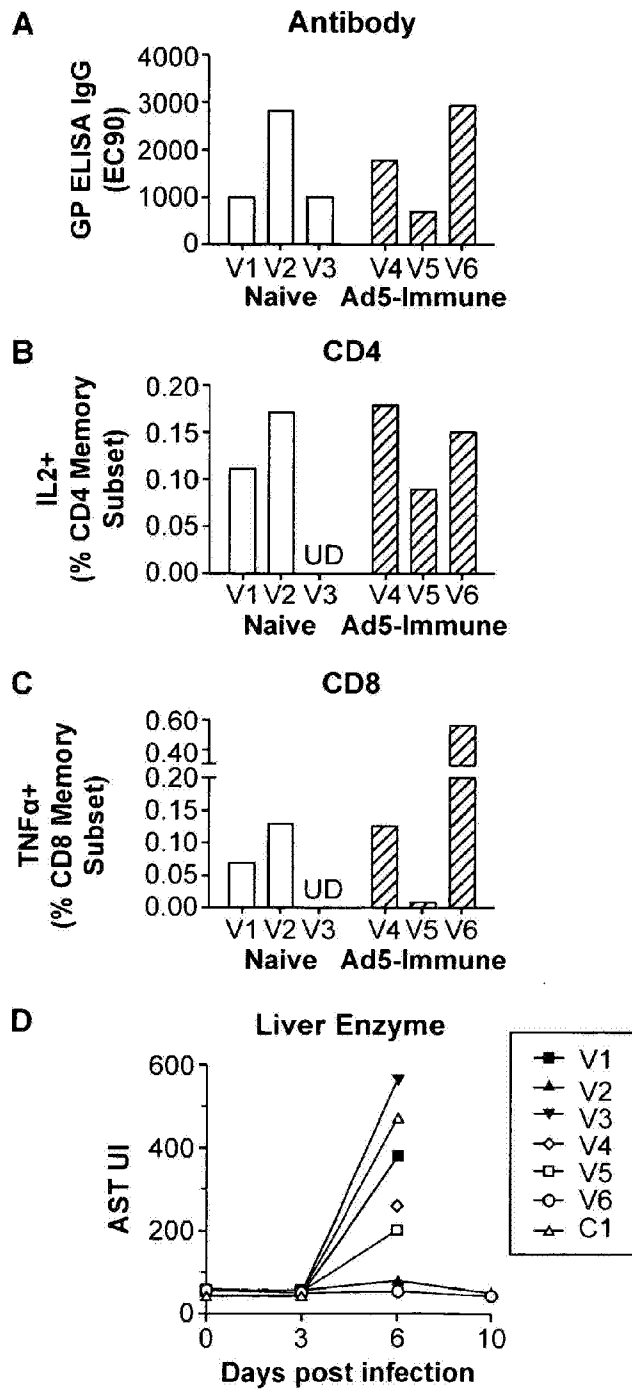 A Antibody
GP ELISA IgG
(EC90)
4000
3000
2000
1000
0
V1 V2 V3 V4 V5 V6
Naive Ad5-Immune
B CD4
IL2+
(% CD4 Memory
Subset)
0.20
0.15
0.10
0.05
0.00
UD
V1 V2 V3 V4 V5 V6
Naive Ad5-Immune
C CD8
TNFα+
(% CD8 Memory
Subset)
0.60
0.40
0.20
0.15
0.10
0.05
0.00
UD
V1 V2 V3 V4 V5 V6
Naive Ad5-Immune
D Liver Enzyme
AST UI
600
400
200
0
0 3 6 10
Days post infection
V1
V2
V3
V4
V5
V6
C1